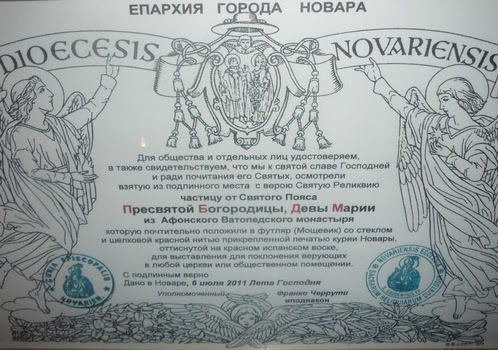 ЕПАРХИЯ ГОРОДА НОВАРА
DIOECESIS NOVARIENSIS
Для общества и отдельных лиц удостоверяем,
а также свидетельствуем, что мы к святой славе Господней
и ради почитания его Святых, осмотрели
взятую из подлинного места с верою Святую Реликвию
частицу от Святого Пояса
Пресвятой Богородицы, Девы Марии
из Афонского Ватопедского монастыря
которую почтительно положили в футляр (Мощевик) со стеклом
и шелковой красной нитью прикрепленной печатью курии Новары,
оттиснутой на красном испанском воске,
для выставления для поклонения верующих
в любой церкви или общественном помещении.
С подлинным верно
Дано в Новаре, 6 июля 2011 Лета Господня
Уполномоченный Франко Черрути
иподиакон
NOVARIEN.